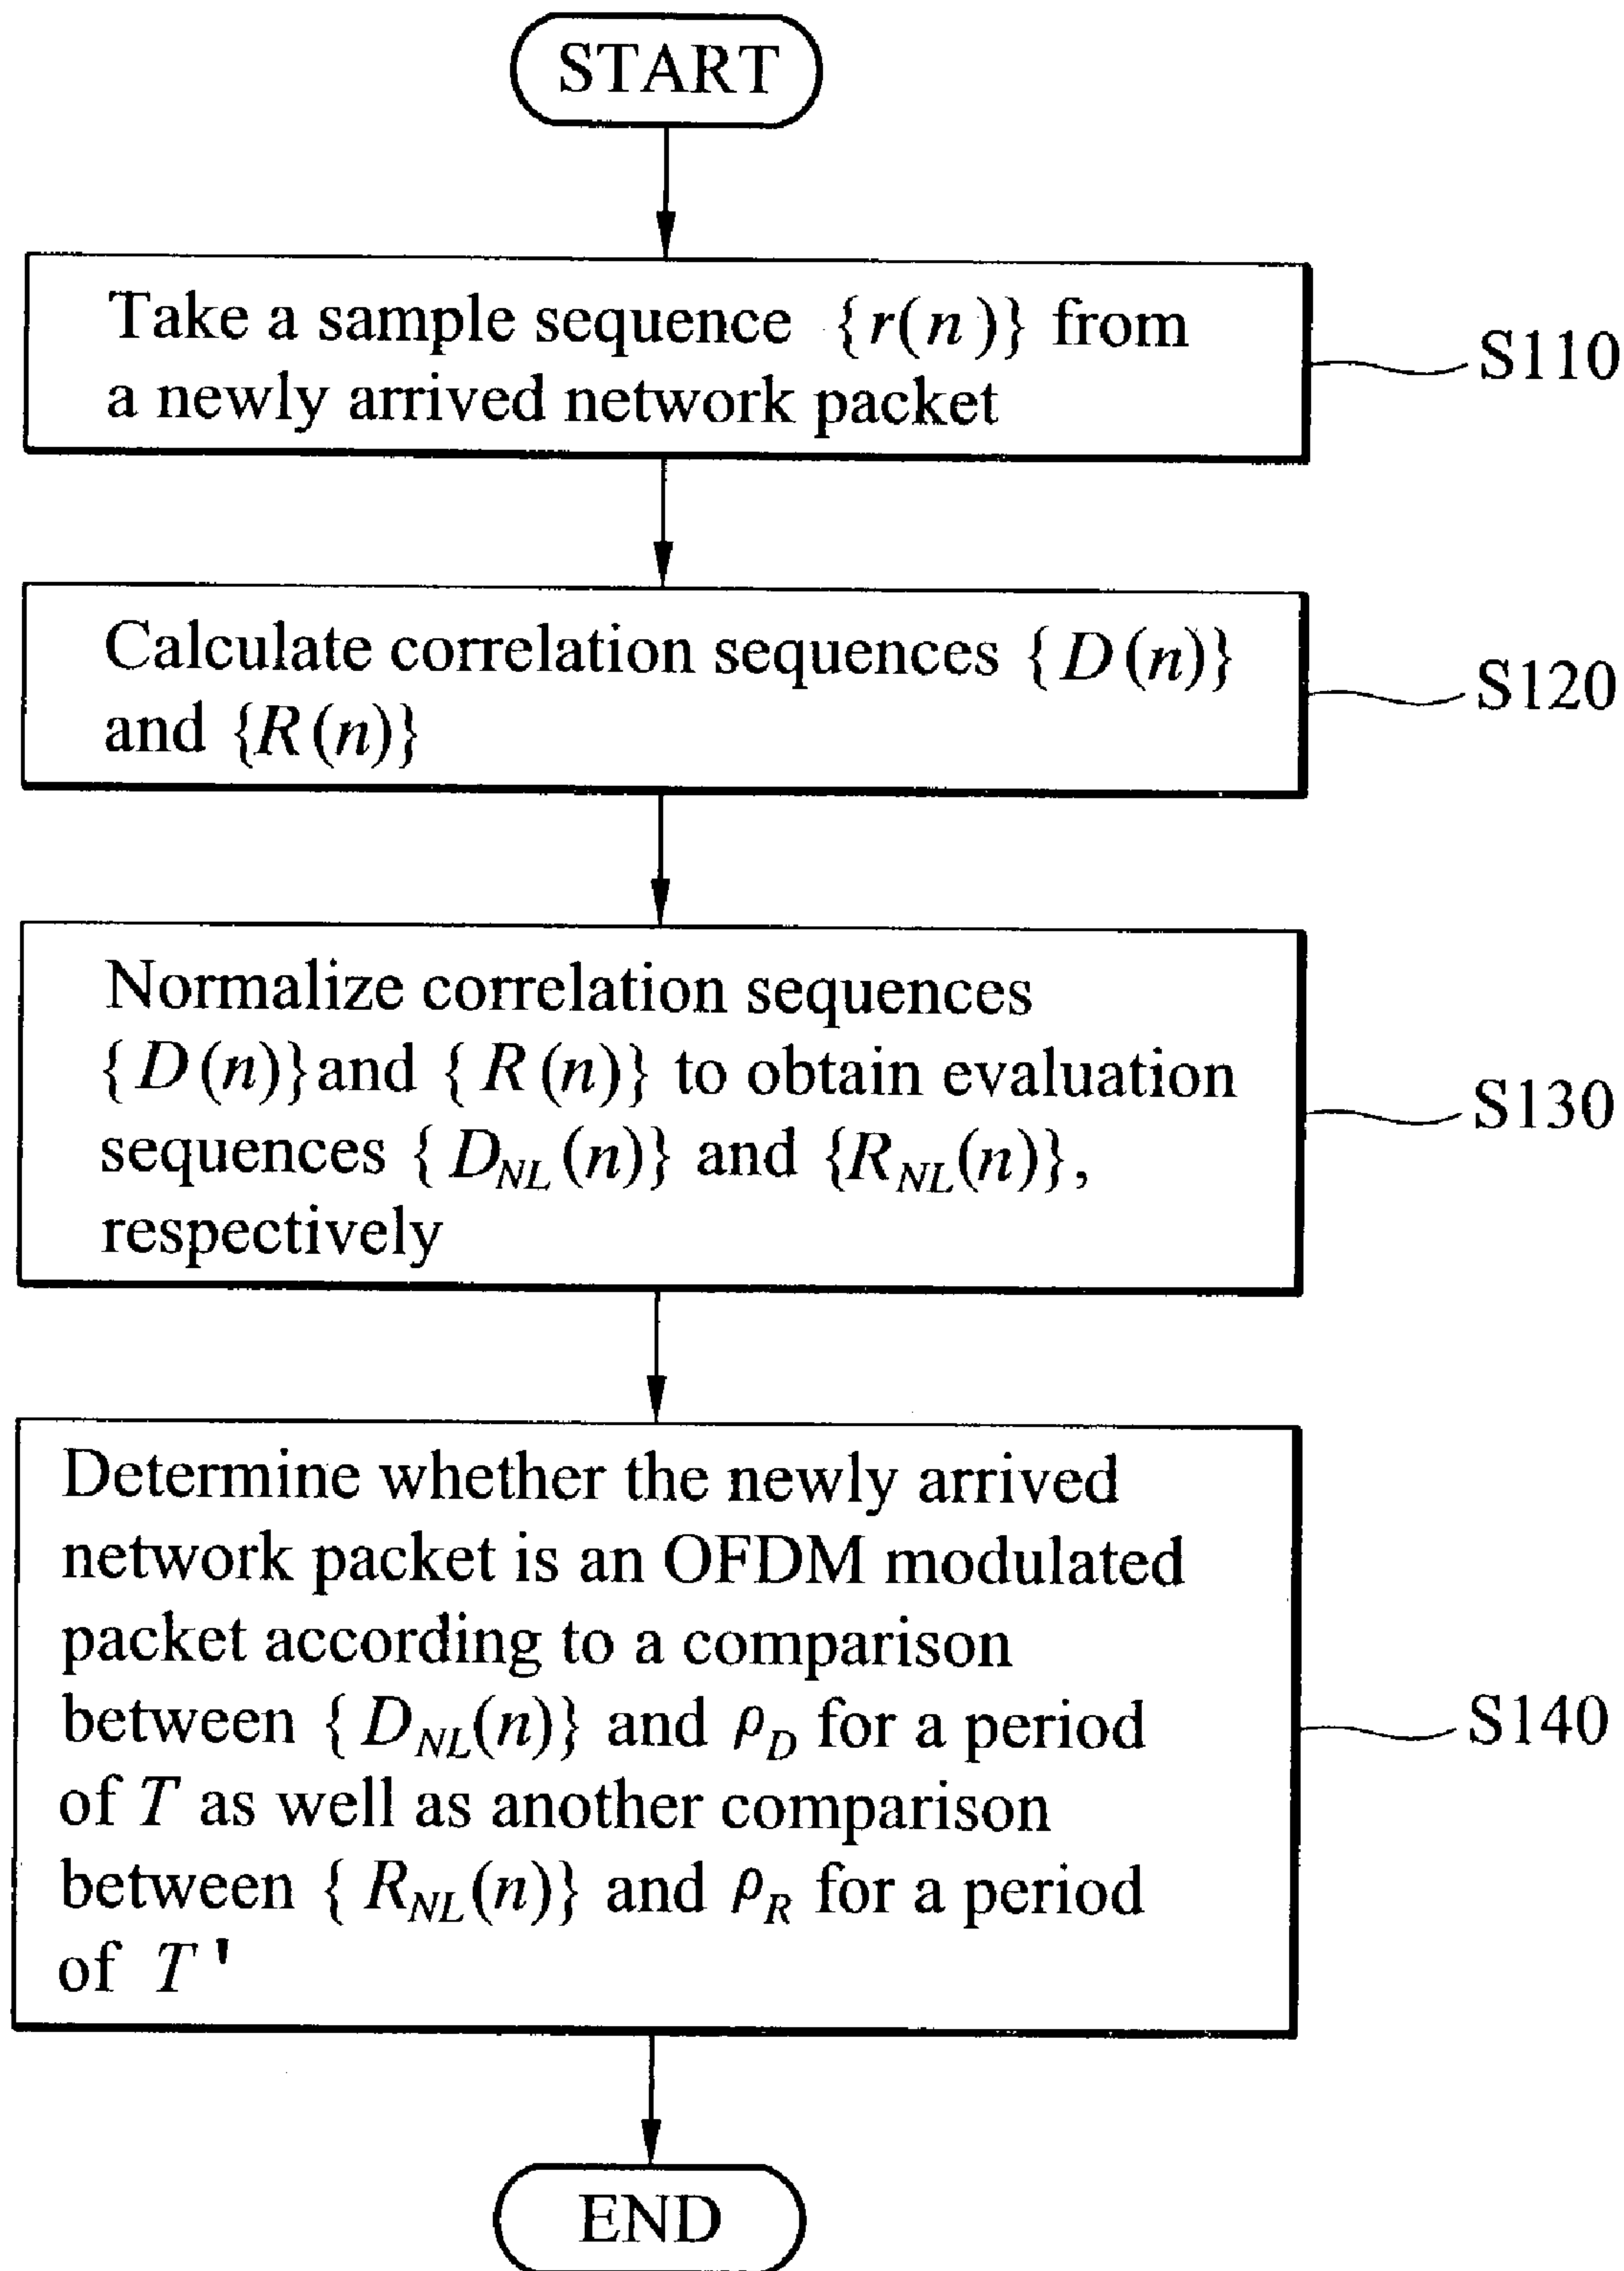 START
Take a sample sequence {r(n)} from
a newly arrived network packet
S110
Calculate correlation sequences {D(n)}
and {R(n)}
S120
Normalize correlation sequences
{D(n)} and {R(n)} to obtain evaluation
sequences {D_NL(n)} and {R_NL(n)},
respectively
S130
Determine whether the newly arrived
network packet is an OFDM modulated
packet according to a comparison
between {D_NL(n)} and ρ_D for a period
of T as well as another comparison
between {R_NL(n)} and ρ_R for a period
of T'
S140
END